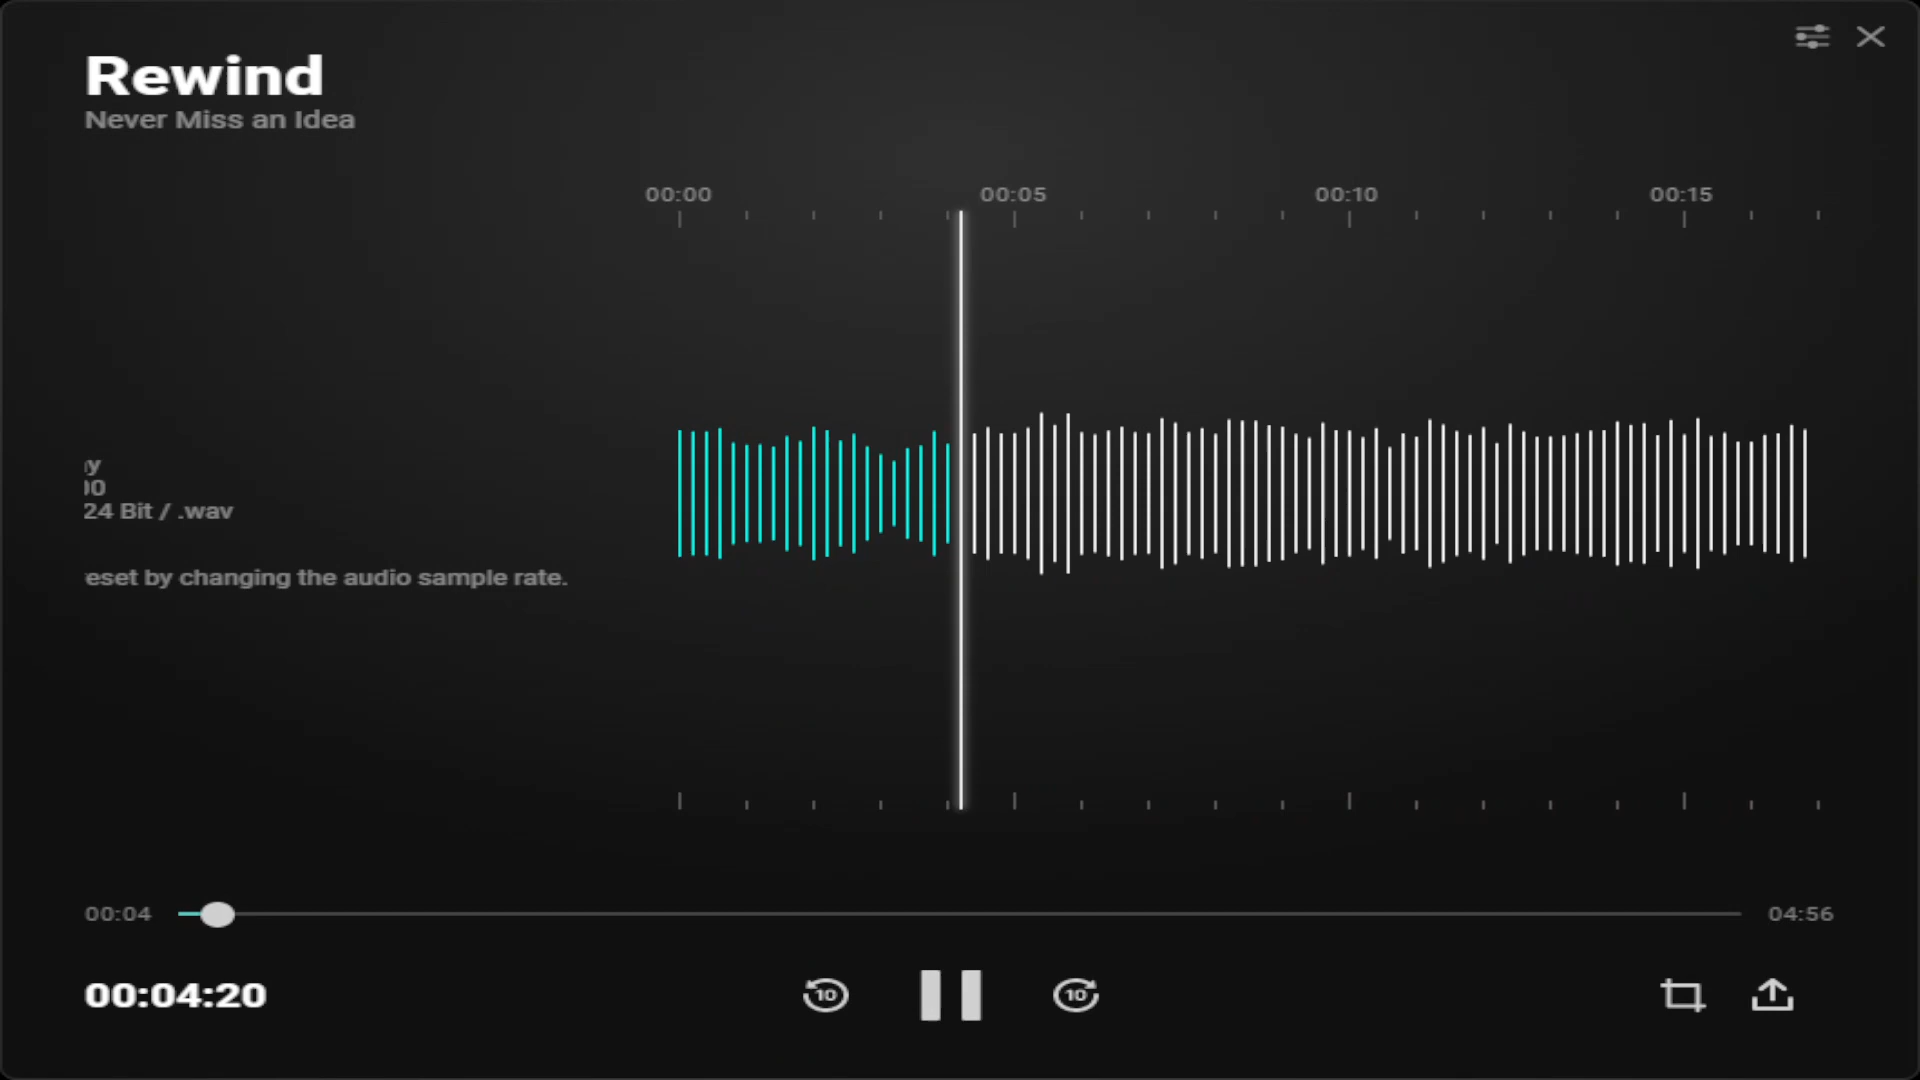 Rewind
Never Miss an Idea
00:00 00:05 00:10 00:15
24 Bit / .wav
by changing the audio sample rate.
00:04 04:56
00:04:20
10 10